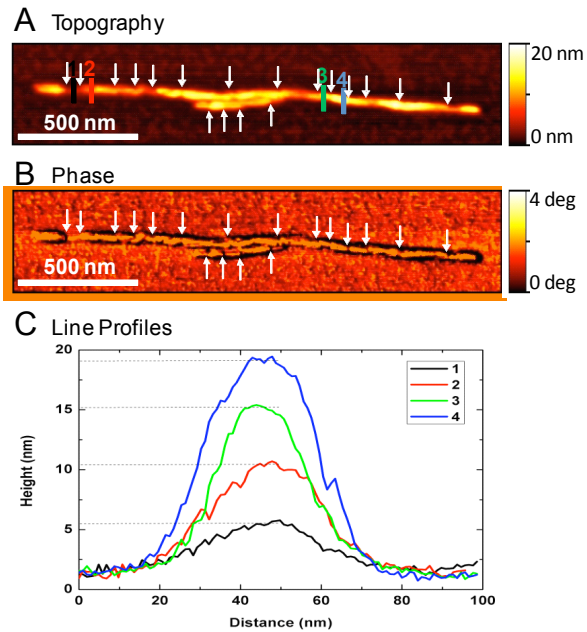 A Topography
1 2 3 4
500 nm
20 nm
0 nm
B Phase
500 nm
4 deg
0 deg
C Line Profiles
20
15
10
5
0
Height (nm)
1
2
3
4
0 20 40 60 80 100
Distance (nm)